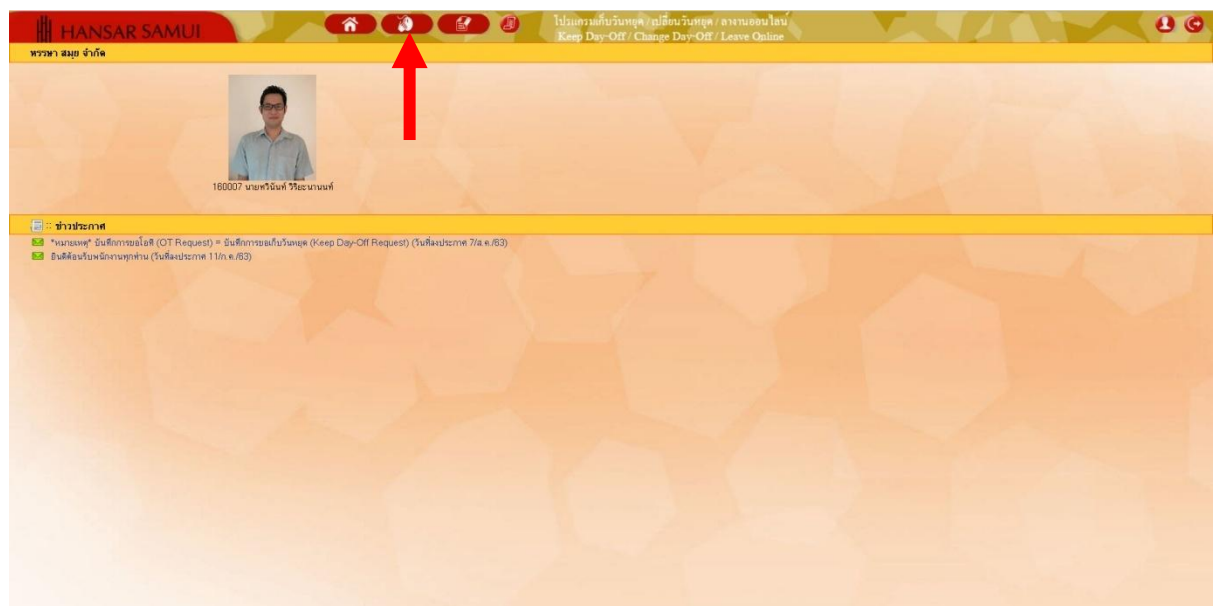 HANSAR SAMUI
โปรแกรมเก็บวันหยุด / เปลี่ยนวันหยุด / ลางานออนไลน์
Keep Day-Off / Change Day-Off / Leave Online
หรรษา สมุย จำกัด
160007 นายทวินันท์ วิริยะนานนท์
:: ข่าวประกาศ
*หมายเหตุ* บันทึกการขอโอที (OT Request) = บันทึกการขอเก็บวันหยุด (Keep Day-Off Request) (วันที่ลงประกาศ 7/ส.ค./63)
ยินดีต้อนรับพนักงานทุกท่าน (วันที่ลงประกาศ 11/ก.ค./63)